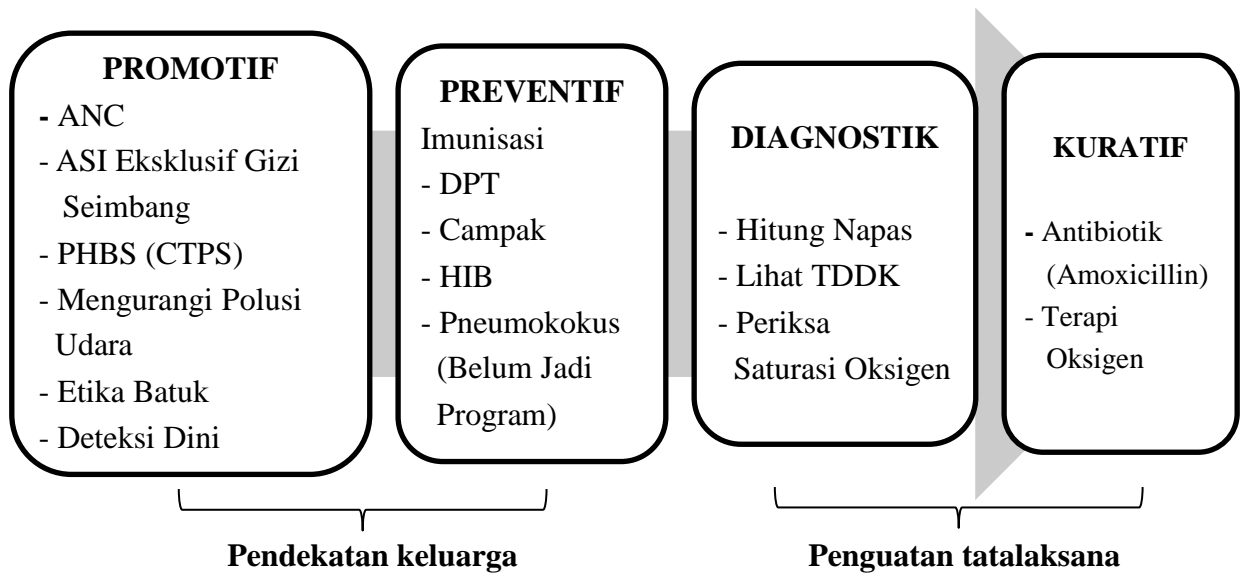 PROMOTIF
- ANC
- ASI Eksklusif Gizi
Seimbang
- PHBS (CTPS)
- Mengurangi Polusi
Udara
- Etika Batuk
- Deteksi Dini
PREVENTIF
Imunisasi
- DPT
- Campak
- HIB
- Pneumokokus
(Belum Jadi
Program)
DIAGNOSTIK
- Hitung Napas
- Lihat TDDK
- Periksa
Saturasi Oksigen
KURATIF
- Antibiotik
(Amoxicillin)
- Terapi
Oksigen
Pendekatan keluarga
Penguatan tatalaksana